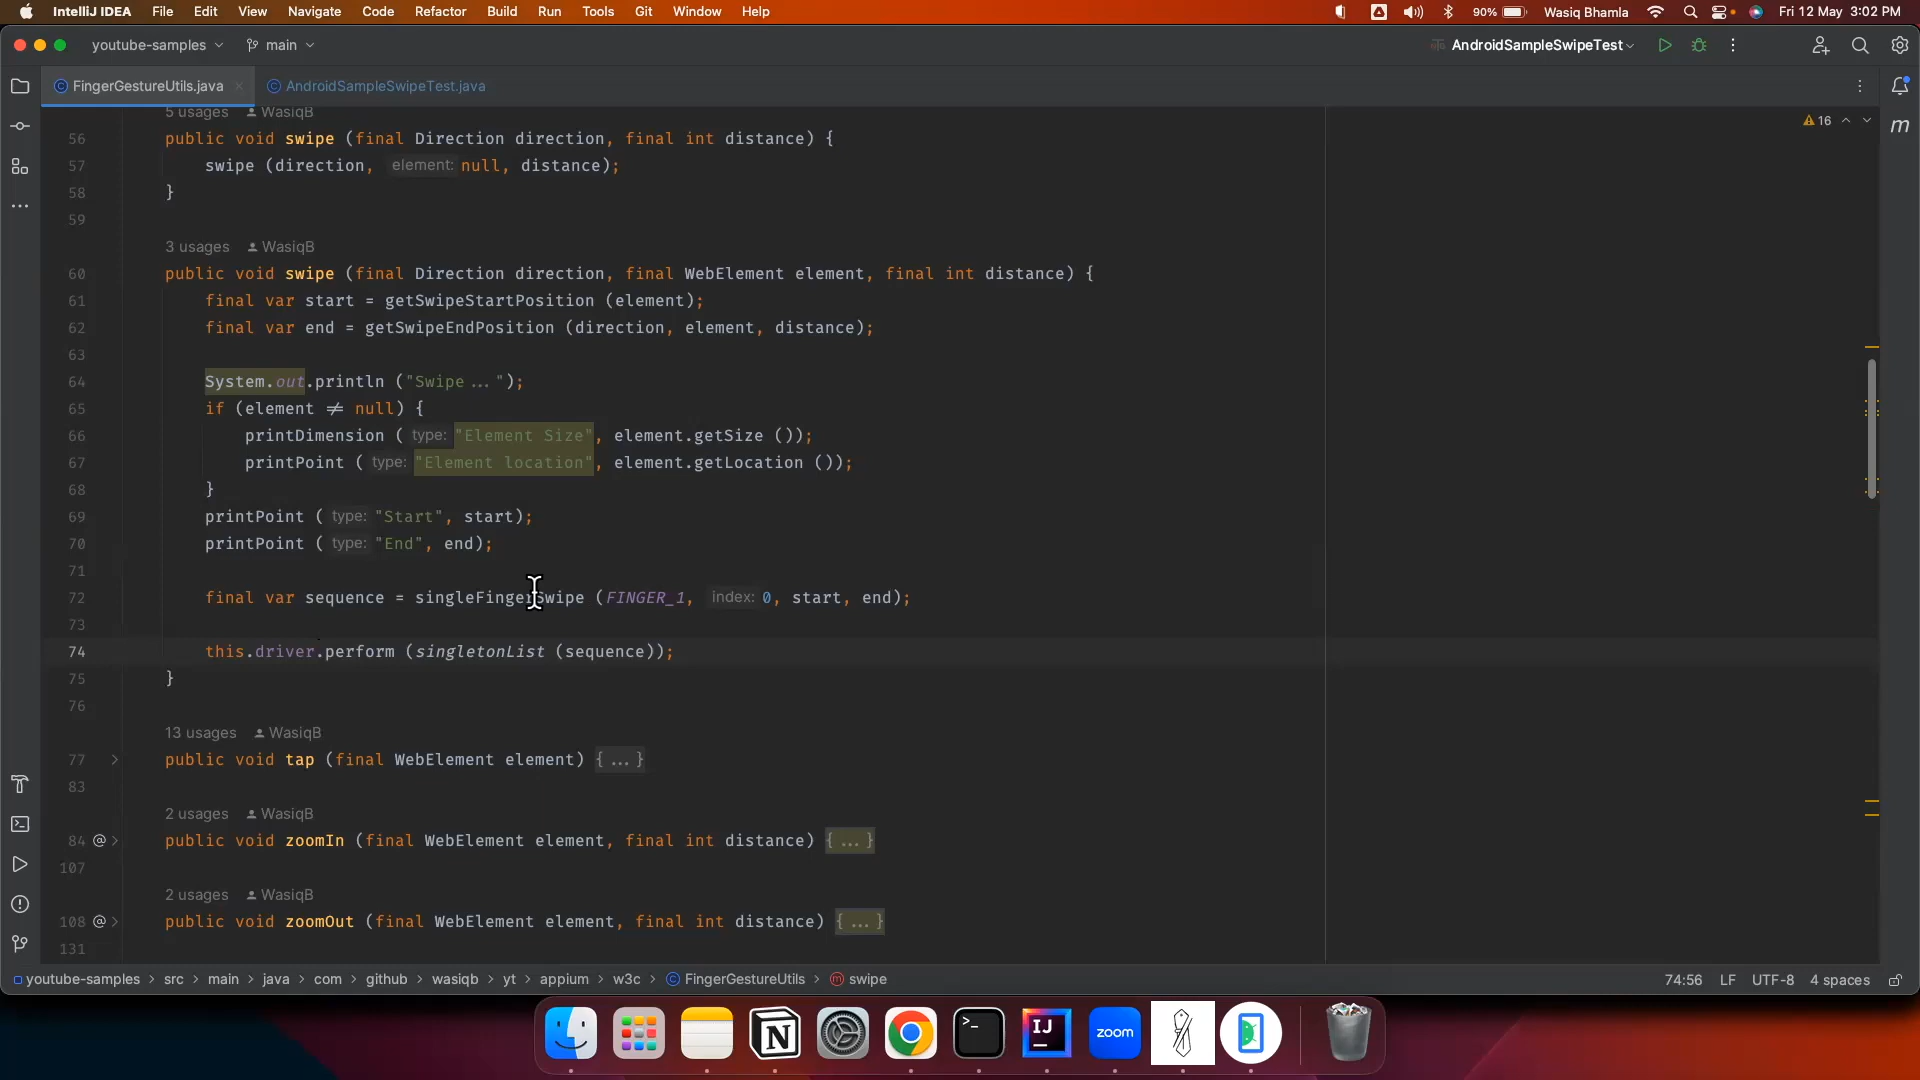 IntelliJ IDEA File Edit View Navigate Code Refactor Build Run Tools Git Window Help 90% Wasiq Bhamla Fri 12 May 3:02 PM
youtube-samples main AndroidSampleSwipeTest
FingerGestureUtils.java AndroidSampleSwipeTest.java
5 usages WasiqB
16
56 public void swipe (final Direction direction, final int distance) {
57 swipe (direction, element: null, distance);
58 }
59
3 usages WasiqB
60 public void swipe (final Direction direction, final WebElement element, final int distance) {
61 final var start = getSwipeStartPosition (element);
62 final var end = getSwipeEndPosition (direction, element, distance);
63
64 System.out.println ("Swipe...");
65 if (element != null) {
66 printDimension ( type: "Element Size", element.getSize ());
67 printPoint ( type: "Element location", element.getLocation ());
68 }
69 printPoint ( type: "Start", start);
70 printPoint ( type: "End", end);
71
72 final var sequence = singleFingerSwipe (FINGER_1, index: 0, start, end);
73
74 this.driver.perform (singletonList (sequence));
75 }
76
13 usages WasiqB
77 public void tap (final WebElement element) {...}
83
2 usages WasiqB
84 @ public void zoomIn (final WebElement element, final int distance) {...}
107
2 usages WasiqB
108 @ public void zoomOut (final WebElement element, final int distance) {...}
131
youtube-samples > src > main > java > com > github > wasiqb > yt > appium > w3c > FingerGestureUtils > swipe 74:56 LF UTF-8 4 spaces
zoom